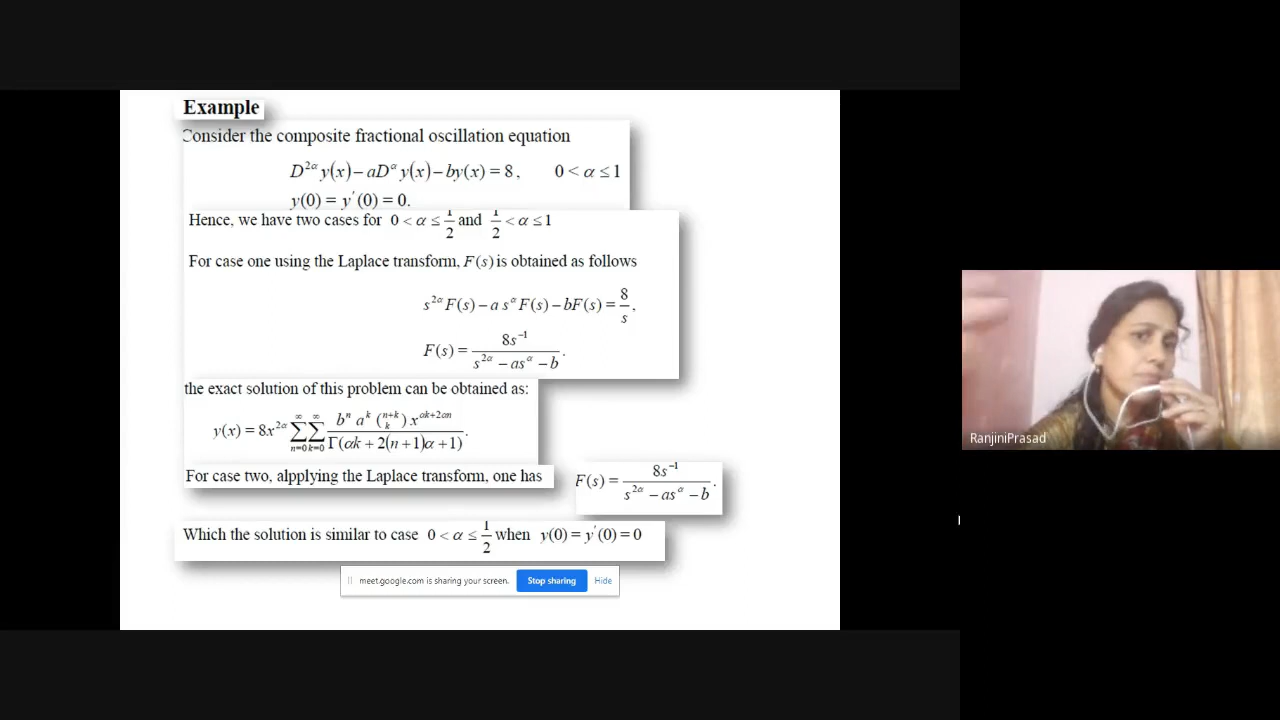 Example
Consider the composite fractional oscillation equation
D^{2α} y(x) − aD^{α} y(x) − by(x) = 8, 0 < α ≤ 1
y(0) = y′(0) = 0.
Hence, we have two cases for 0 < α ≤ 1/2 and 1/2 < α ≤ 1
For case one using the Laplace transform, F(s) is obtained as follows
s^{2α} F(s) − a s^{α} F(s) − bF(s) = 8/s,
F(s) = 8s^{−1} / (s^{2α} − as^{α} − b).
the exact solution of this problem can be obtained as:
y(x) = 8x^{2α} ∑_{n=0}^{∞} ∑_{k=0}^{∞} b^{n} a^{k} (^{n+k}_{k}) x^{αk+2αn} / Γ(αk + 2(n+1)α + 1).
For case two, alpplying the Laplace transform, one has F(s) = 8s^{−1} / (s^{2α} − as^{α} − b).
Which the solution is similar to case 0 < α ≤ 1/2 when y(0) = y′(0) = 0
meet.google.com is sharing your screen. Stop sharing Hide
RanjiniPrasad